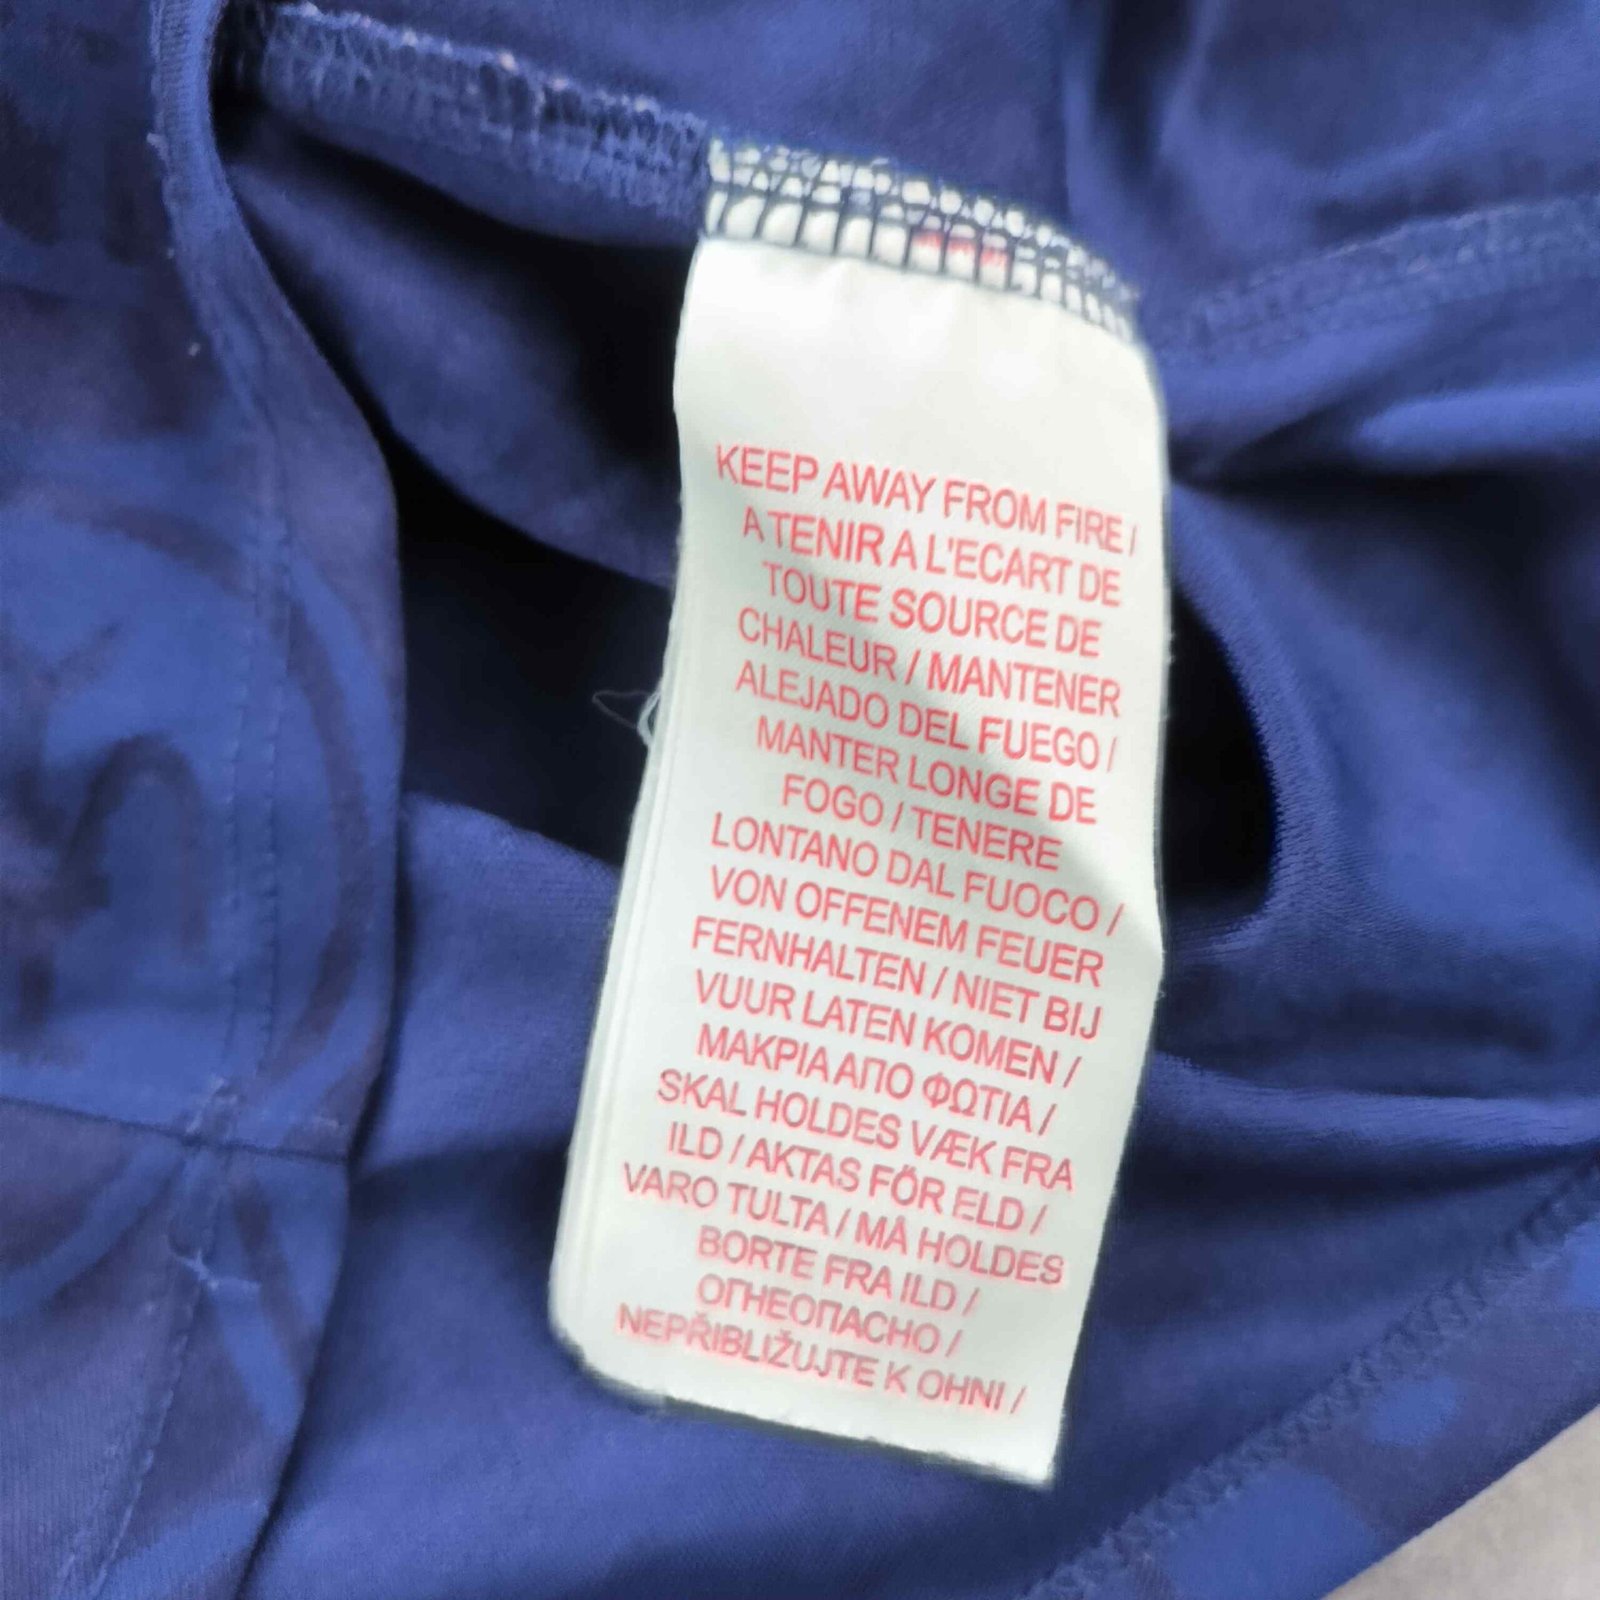 KEEP AWAY FROM FIRE /
A TENIR A L'ECART DE
TOUTE SOURCE DE
CHALEUR / MANTENER
ALEJADO DEL FUEGO /
MANTER LONGE DE
FOGO / TENERE
LONTANO DAL FUOCO /
VON OFFENEM FEUER
FERNHALTEN / NIET BIJ
VUUR LATEN KOMEN /
ΜΑΚΡΙΑ ΑΠΟ ΦΩΤΙΑ /
SKAL HOLDES VÆK FRA
ILD / AKTAS FÖR ELD /
VARO TULTA / MÅ HOLDES
BORTE FRA ILD /
ОГНЕОПАСНО /
NEPŘIBLIŽUJTE K OHNI /